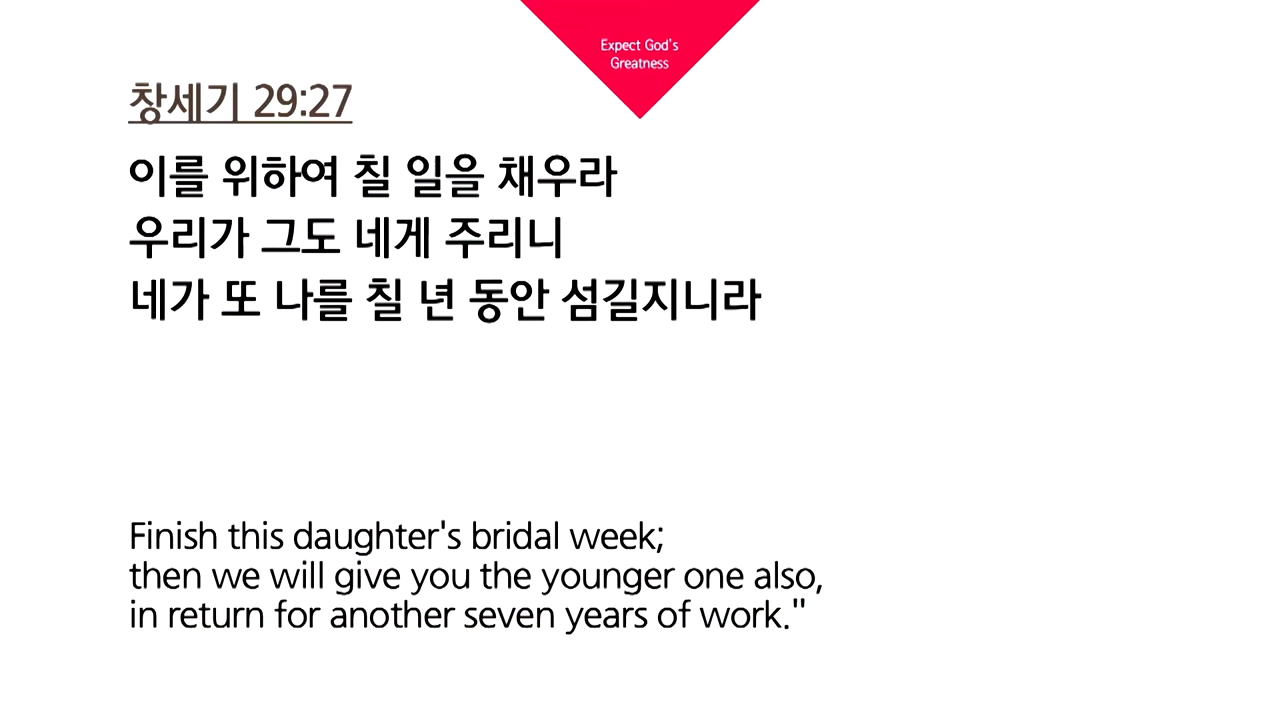 Expect God's
Greatness
창세기 29:27
이를 위하여 칠 일을 채우라
우리가 그도 네게 주리니
네가 또 나를 칠 년 동안 섬길지니라
Finish this daughter's bridal week;
then we will give you the younger one also,
in return for another seven years of work."